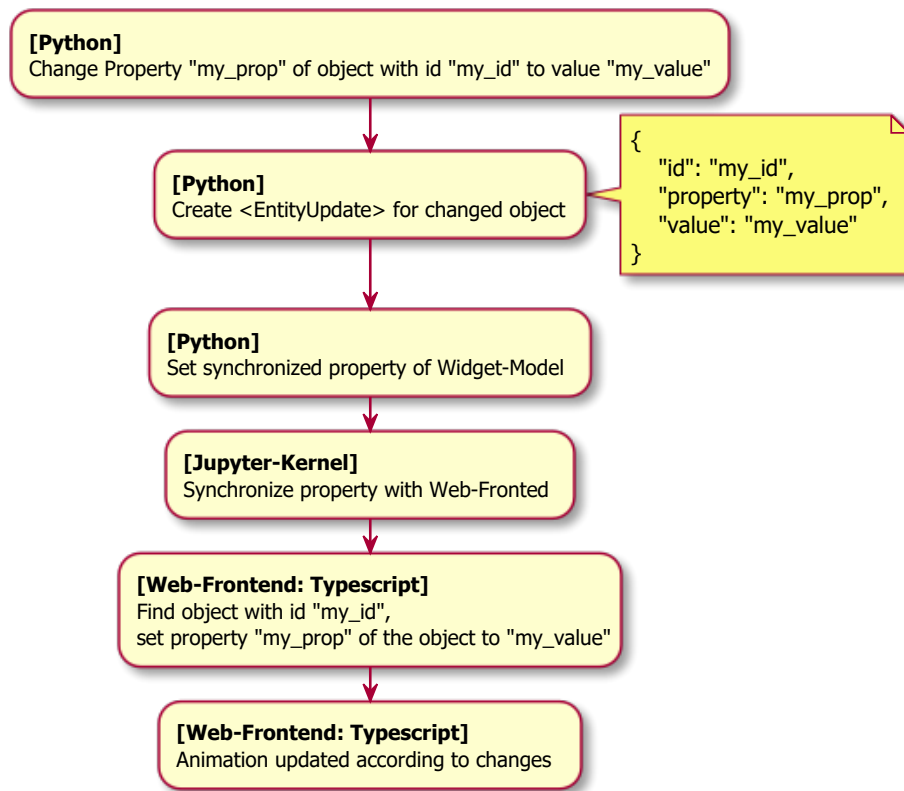 [Python]
Change Property "my_prop" of object with id "my_id" to value "my_value"
[Python]
Create <EntityUpdate> for changed object
{
"id": "my_id",
"property": "my_prop",
"value": "my_value"
}
[Python]
Set synchronized property of Widget-Model
[Jupyter-Kernel]
Synchronize property with Web-Fronted
[Web-Frontend: Typescript]
Find object with id "my_id",
set property "my_prop" of the object to "my_value"
[Web-Frontend: Typescript]
Animation updated according to changes